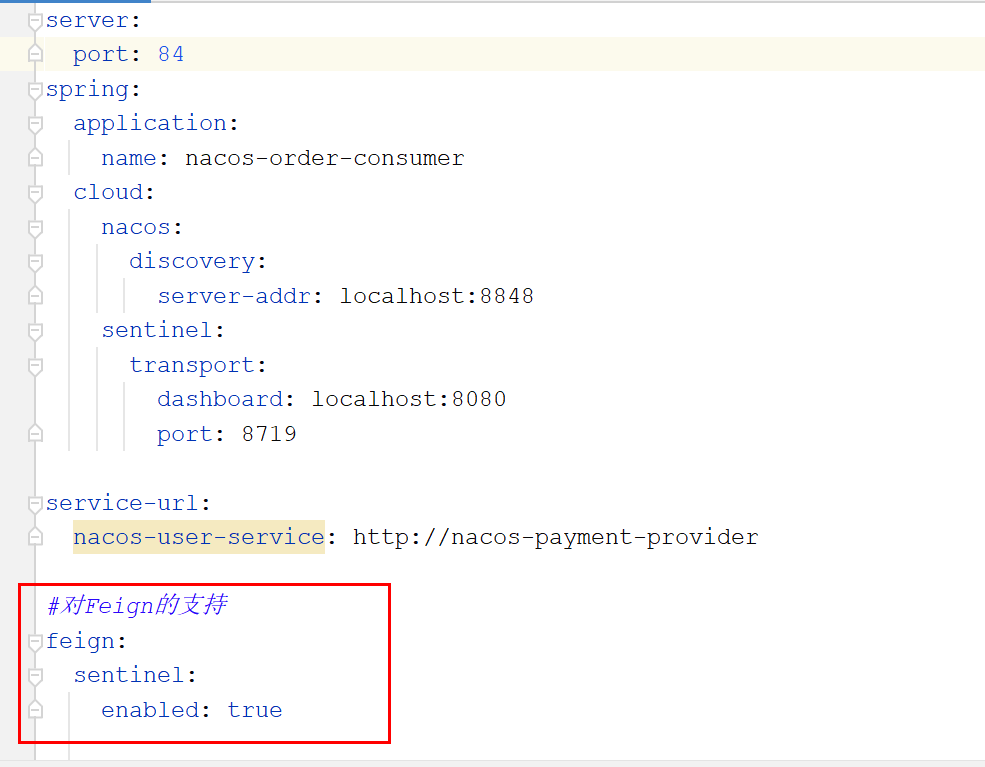 server:
  port: 84
spring:
  application:
    name: nacos-order-consumer
  cloud:
    nacos:
      discovery:
        server-addr: localhost:8848
    sentinel:
      transport:
        dashboard: localhost:8080
        port: 8719
service-url:
  nacos-user-service: http://nacos-payment-provider
#对Feign的支持
feign:
  sentinel:
    enabled: true